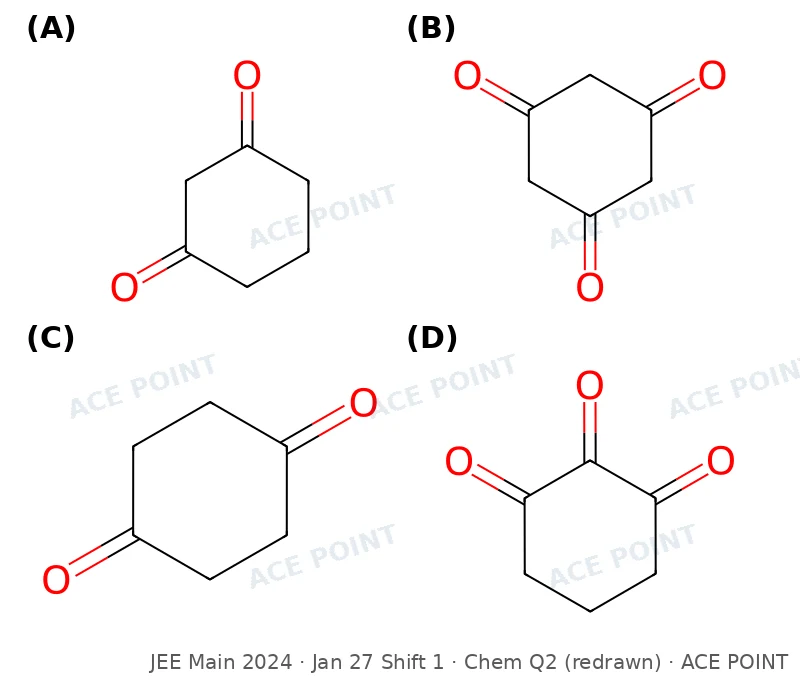 (A)
(B)
O
O
O
O
ACE POINT
ACE POINT
O
O
(C)
(D)
ACE POINT
ACE POINT
ACE POIN
O
O
O
O
ACE POINT
ACE POINT
O
JEE Main 2024 · Jan 27 Shift 1 · Chem Q2 (redrawn) · ACE POINT